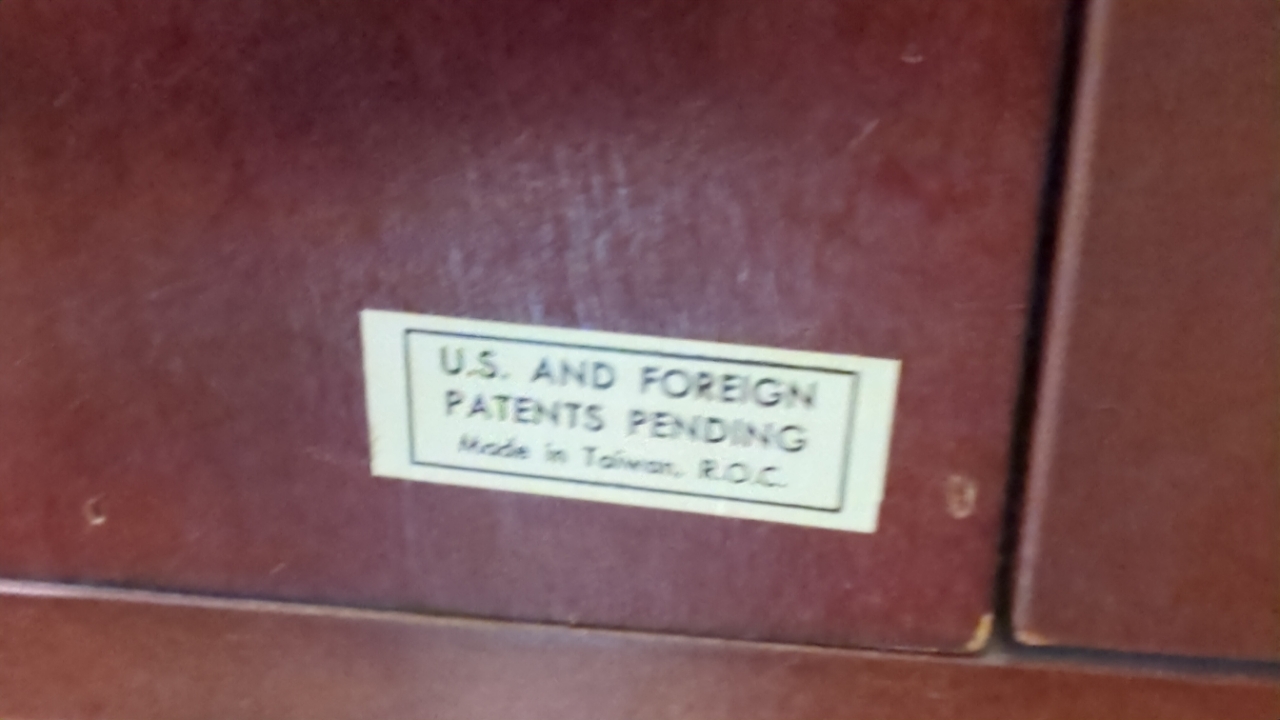 U.S. AND FOREIGN
PATENTS PENDING
Made in Taiwan, R.O.C.